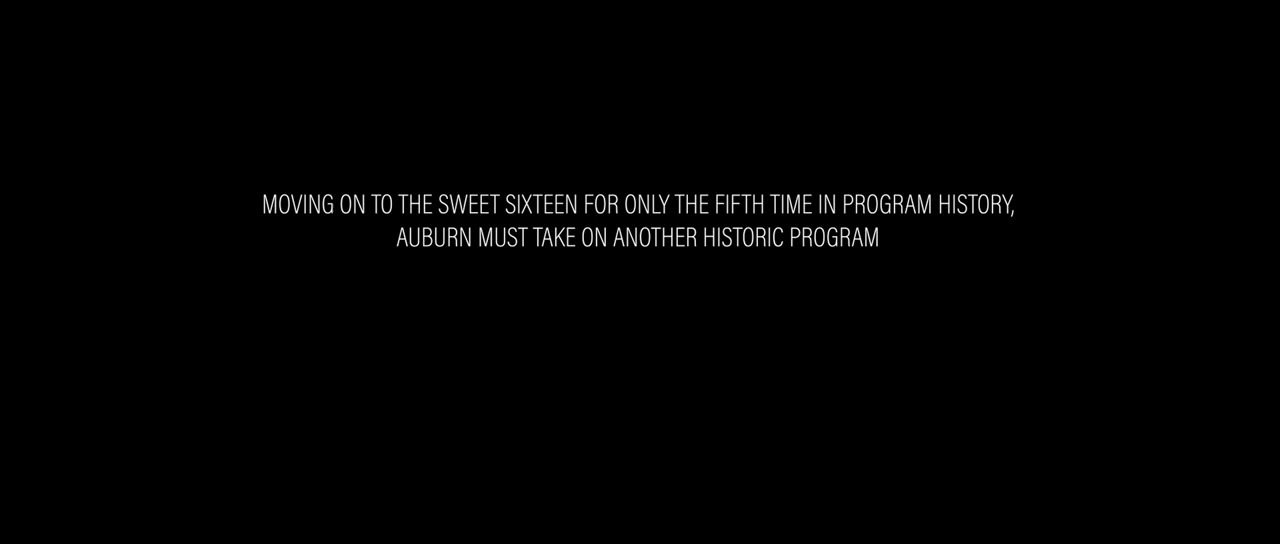 MOVING ON TO THE SWEET SIXTEEN FOR ONLY THE FIFTH TIME IN PROGRAM HISTORY,
AUBURN MUST TAKE ON ANOTHER HISTORIC PROGRAM